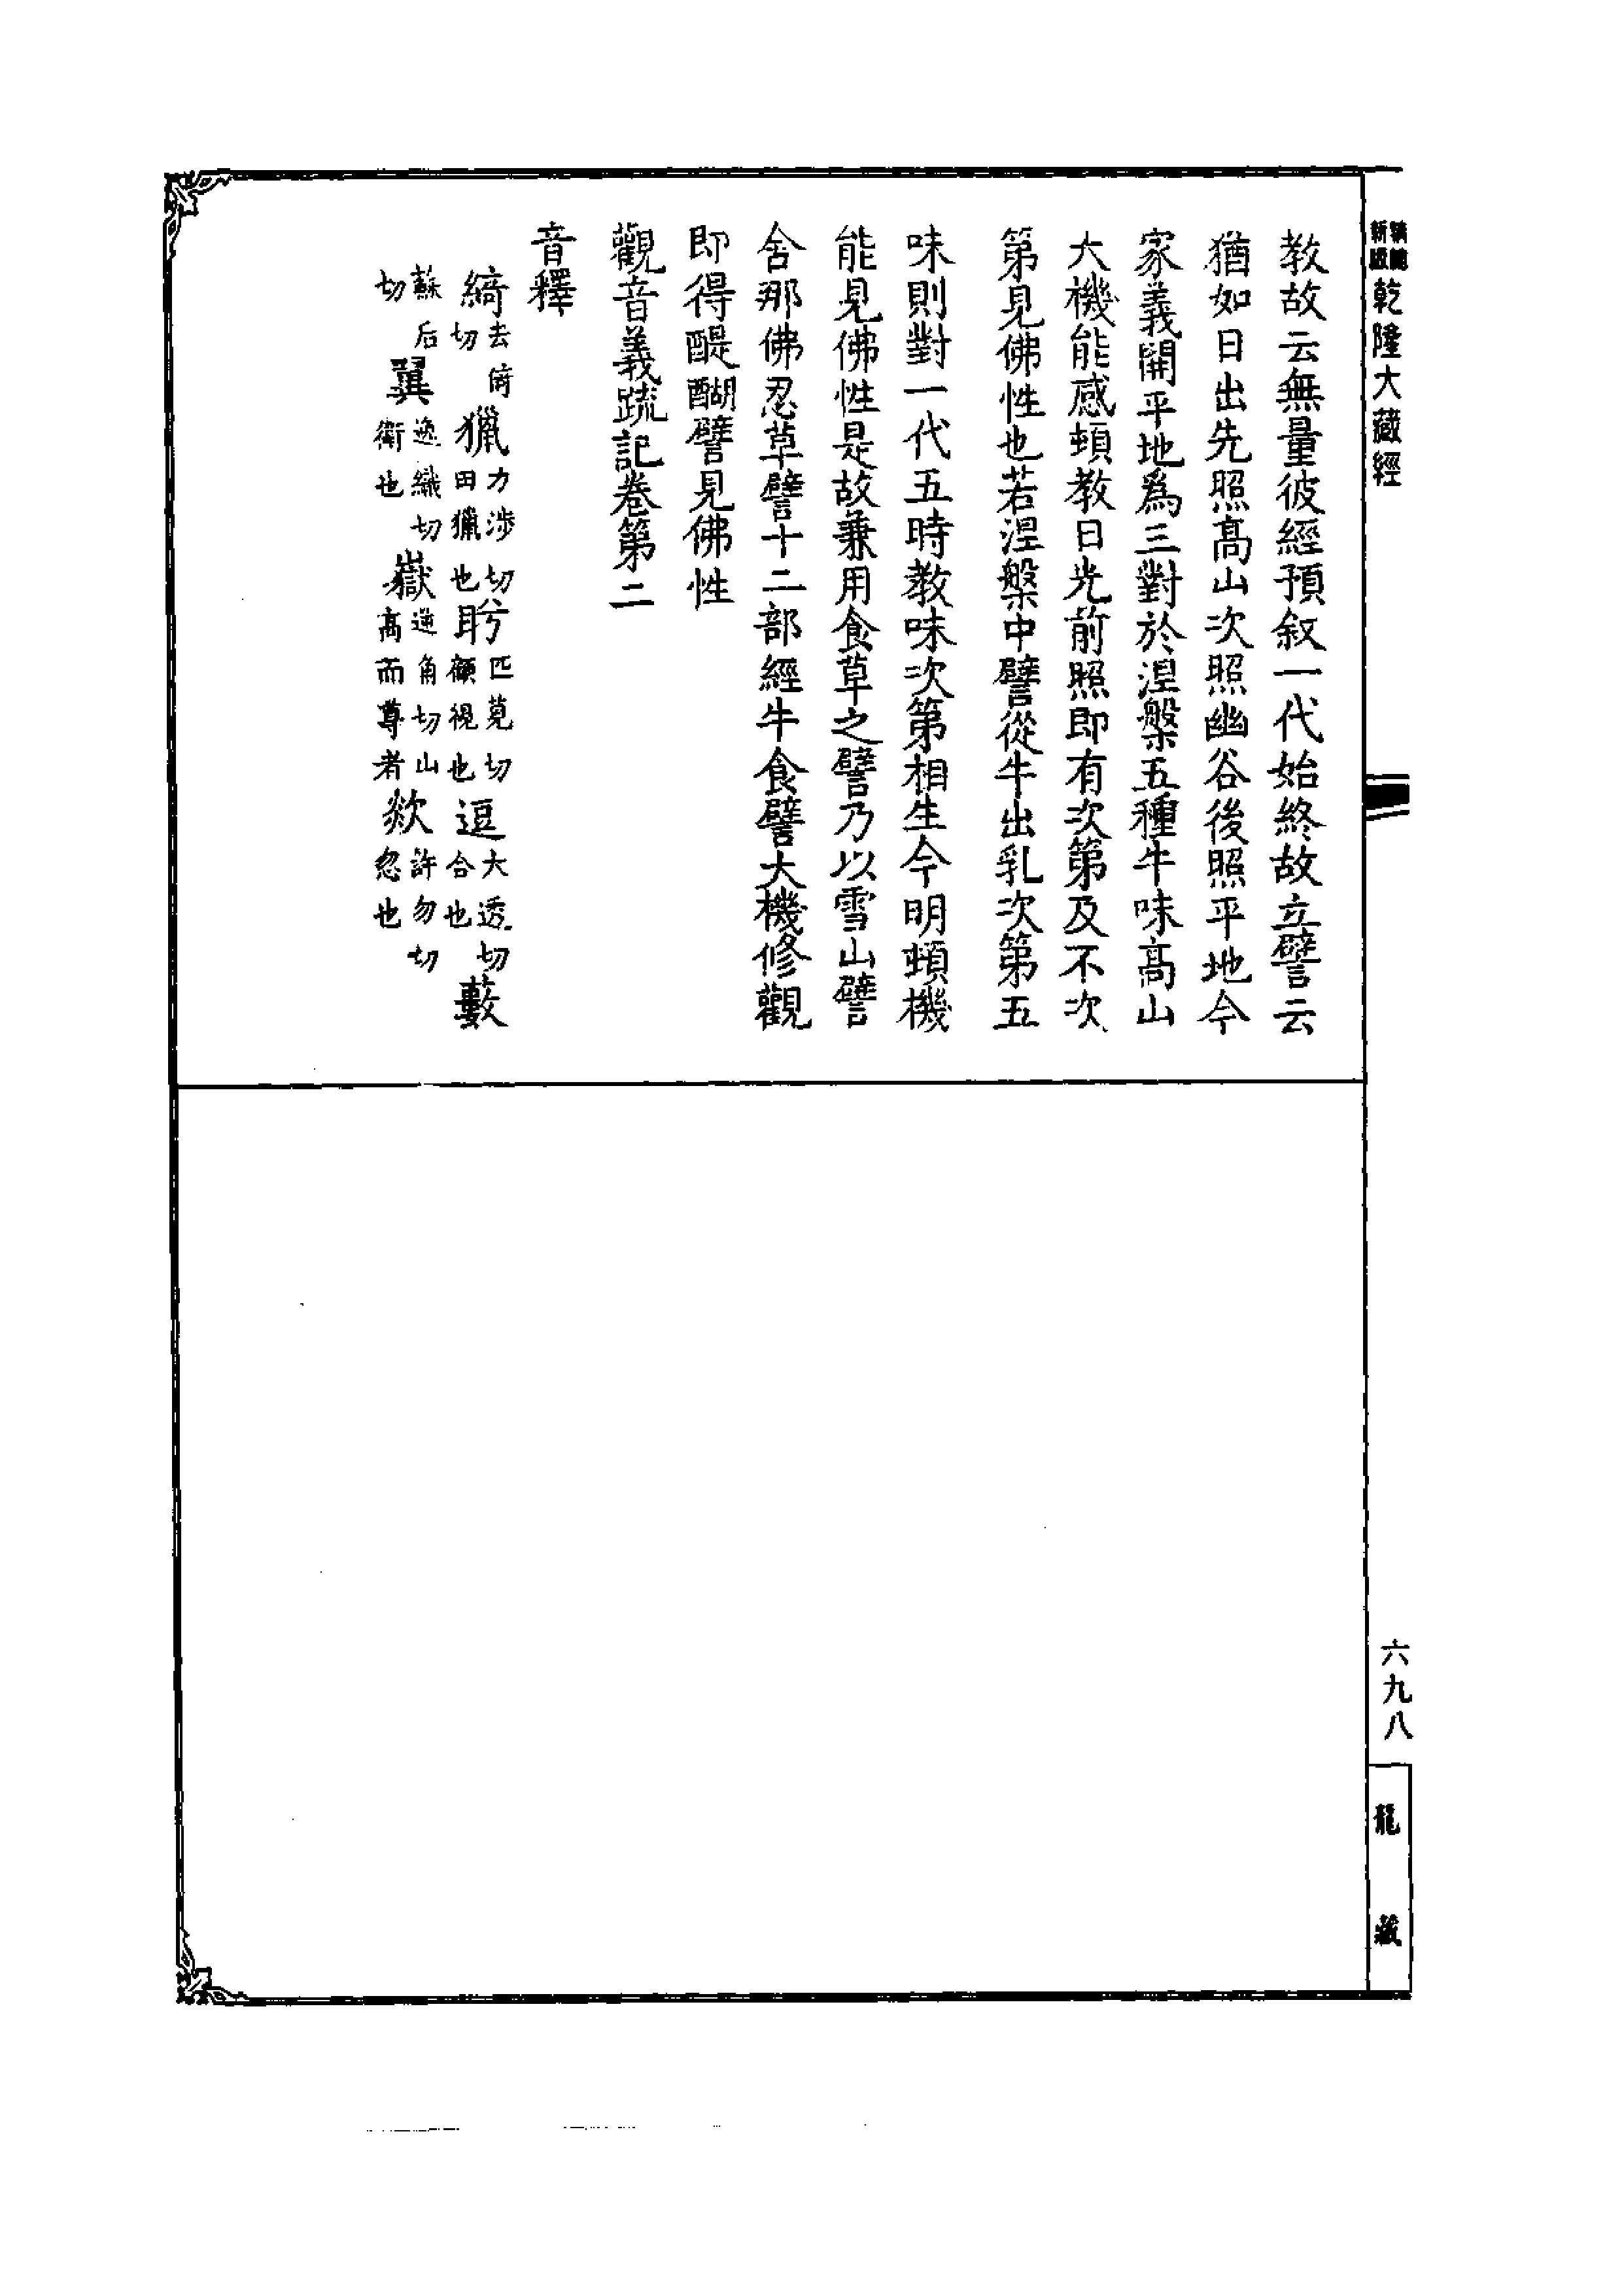 乾隆大藏經
教故云無量彼經預叙一代始終故立譬云
猶如日出先照高山次照幽谷後照平地今
家義開平地為三對於涅槃五種牛味高山
大機能感頓教日光前照即有次第及不次
第見佛性也若涅槃中譬從牛出乳次第五
味則對一代五時教味次第相生今明頓機
能見佛性是故兼用食草之譬乃以雪山譬
舍那佛忍草譬十二部經牛食譬大機修觀
即得醍醐譬見佛性
觀音義疏記卷第二
音釋
綺去倚切 獵力涉切田獵也 盻匹莧切顧視也 逗大透切合也 藪
蘇后切 翼逸織切衛也 嶽逆角切山高而尊者 欻許勿切忽也
六九八
龍藏